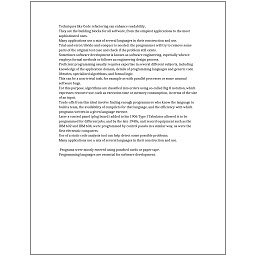 Techniques like Code refactoring can enhance readability.
They are the building blocks for all software, from the simplest applications to the most
sophisticated ones.
Many applications use a mix of several languages in their construction and use.
Trial-and-error/divide-and-conquer is needed: the programmer will try to remove some
parts of the original test case and check if the problem still exists.
Sometimes software development is known as software engineering, especially when it
employs formal methods or follows an engineering design process.
Proficient programming usually requires expertise in several different subjects, including
knowledge of the application domain, details of programming languages and generic code
libraries, specialized algorithms, and formal logic.
This can be a non-trivial task, for example as with parallel processes or some unusual
software bugs.
For this purpose, algorithms are classified into orders using so-called Big O notation, which
expresses resource use, such as execution time or memory consumption, in terms of the size
of an input.
Trade-offs from this ideal involve finding enough programmers who know the language to
build a team, the availability of compilers for that language, and the efficiency with which
programs written in a given language execute.
Later a control panel (plug board) added to his 1906 Type I Tabulator allowed it to be
programmed for different jobs, and by the late 1940s, unit record equipment such as the
IBM 602 and IBM 604, were programmed by control panels in a similar way, as were the
first electronic computers.
Use of a static code analysis tool can help detect some possible problems.
Many applications use a mix of several languages in their construction and use.
Programs were mostly entered using punched cards or paper tape.
Programming languages are essential for software development.